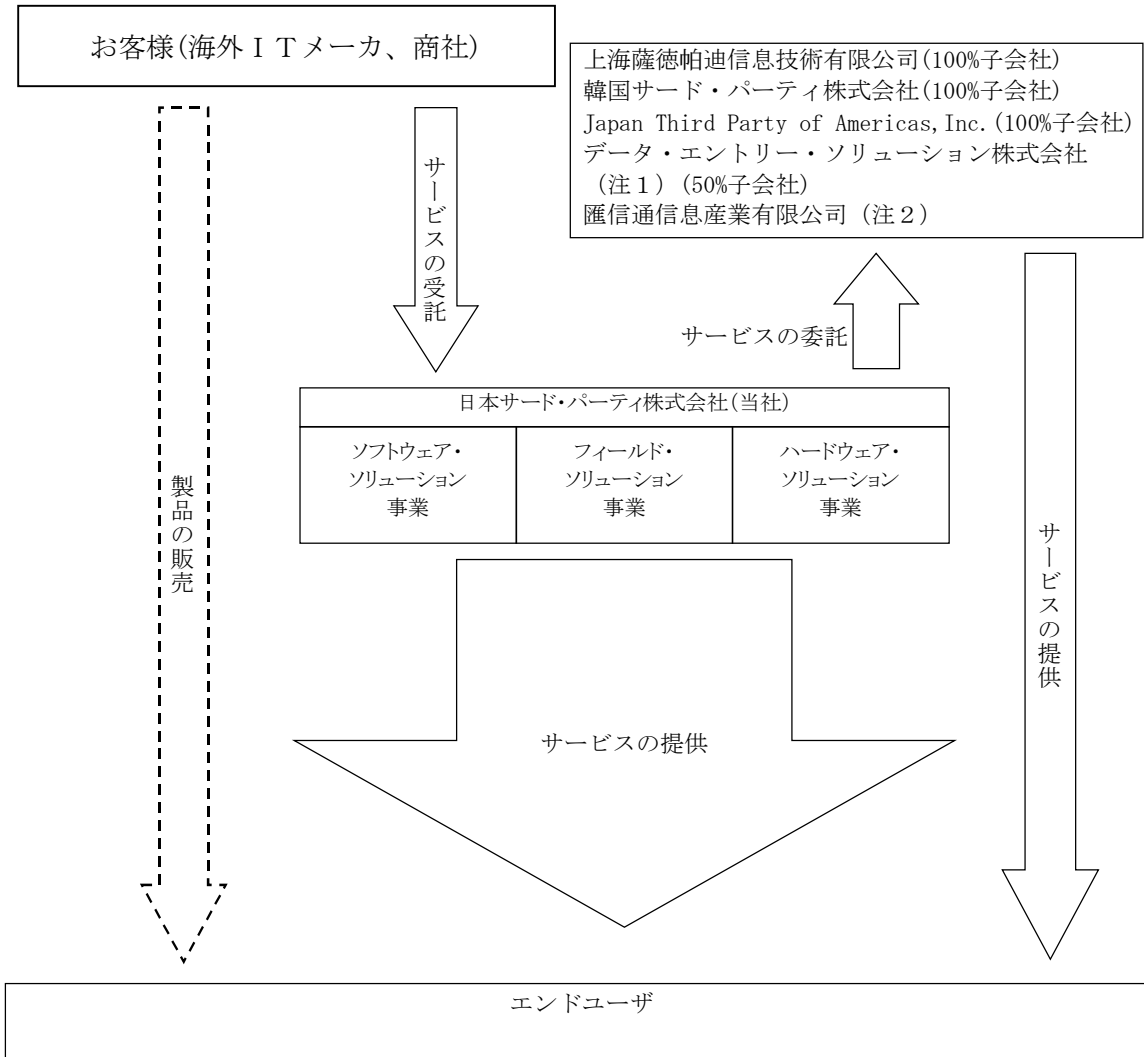 お客様(海外ＩＴメーカ、商社)
上海薩徳帕迪信息技術有限公司(100%子会社)
韓国サード・パーティ株式会社(100%子会社)
Japan Third Party of Americas,Inc.(100%子会社)
データ・エントリー・ソリューション株式会社
（注１）(50%子会社)
匯信通信息産業有限公司（注２）
サービスの受託
サービスの委託
日本サード・パーティ株式会社(当社)
ソフトウェア・
ソリューション
事業
フィールド・
ソリューション
事業
ハードウェア・
ソリューション
事業
製品の販売
サービスの提供
サービスの提供
エンドユーザ